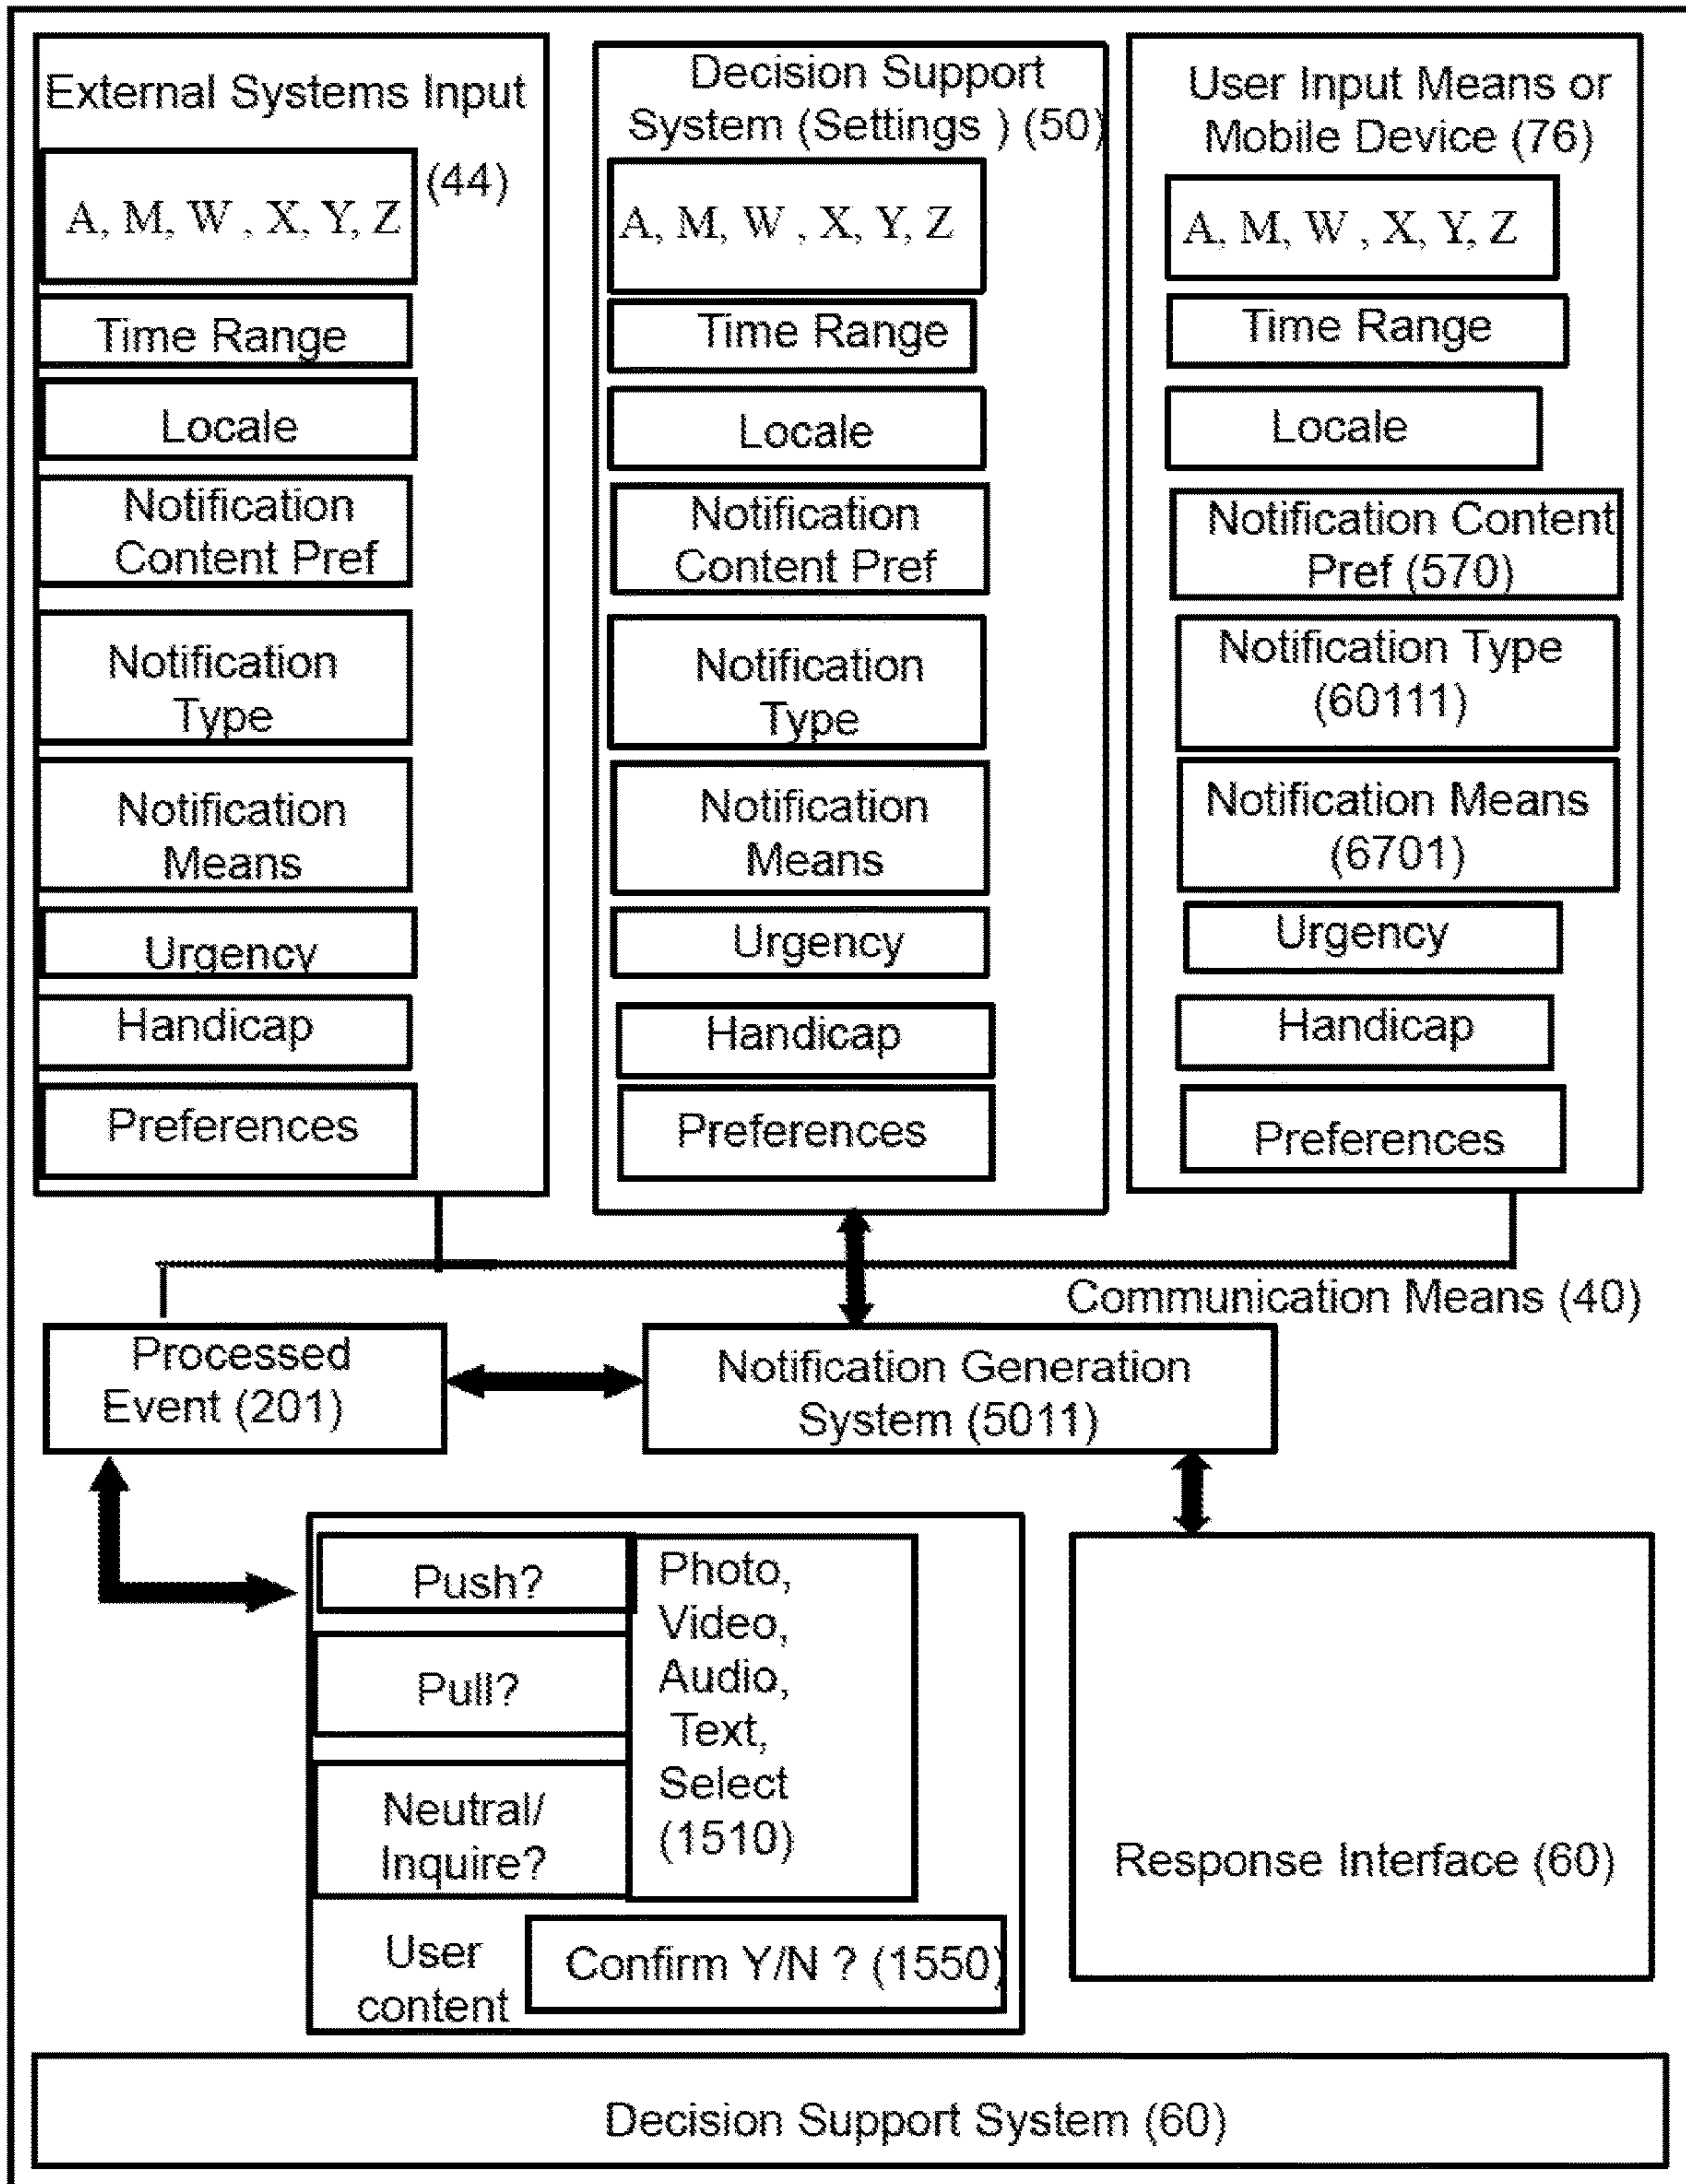 External Systems Input
(44)
A, M, W , X, Y, Z
Time Range
Locale
Notification
Content Pref
Notification
Type
Notification
Means
Urgency
Handicap
Preferences
Decision Support
System (Settings ) (50)
A, M, W , X, Y, Z
Time Range
Locale
Notification
Content Pref
Notification
Type
Notification
Means
Urgency
Handicap
Preferences
User Input Means or
Mobile Device (76)
A, M, W , X, Y, Z
Time Range
Locale
Notification Content
Pref (570)
Notification Type
(60111)
Notification Means
(6701)
Urgency
Handicap
Preferences
Communication Means (40)
Processed
Event (201)
Notification Generation
System (5011)
Push?
Pull?
Neutral/
Inquire?
Photo,
Video,
Audio,
Text,
Select
(1510)
User
content
Confirm Y/N ? (1550)
Response Interface (60)
Decision Support System (60)